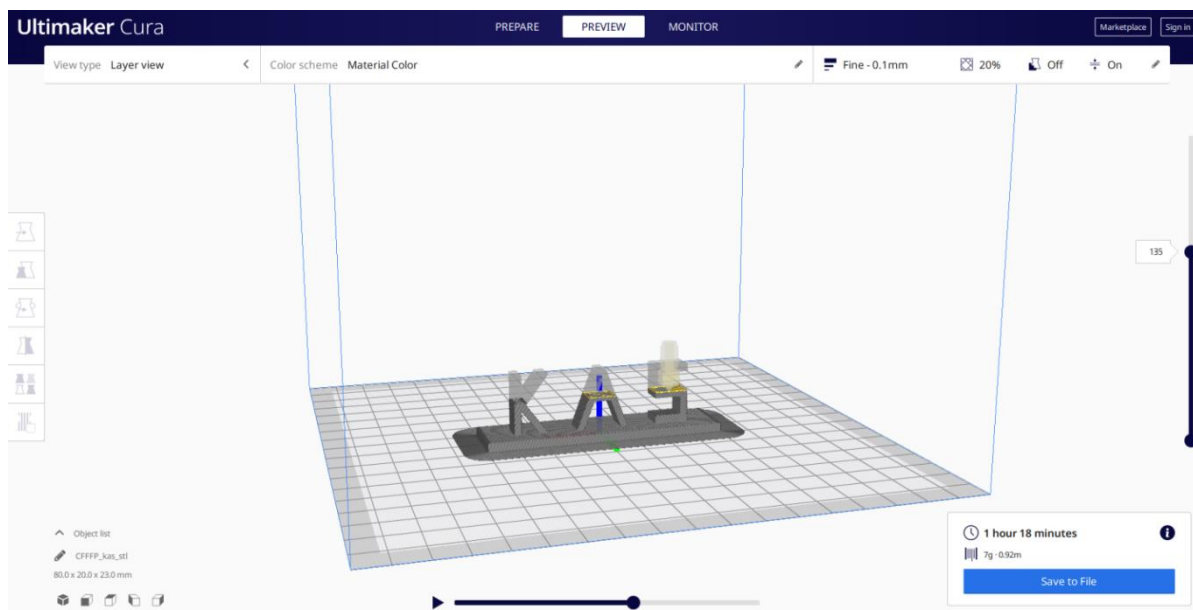 Ultimaker Cura
PREPARE PREVIEW MONITOR
Marketplace Sign in
View type Layer view
Color scheme Material Color
Fine - 0.1mm 20% Off On
135
K A S
Object list
CFFFP_kas_stl
80.0 x 20.0 x 23.0 mm
1 hour 18 minutes
7g · 0.92m
Save to File